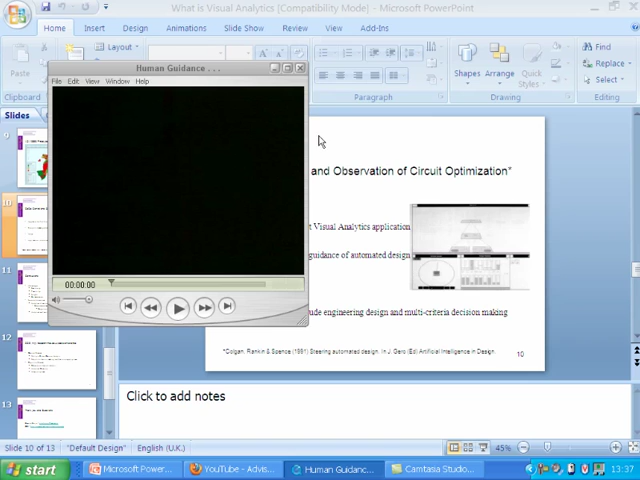 What is Visual Analytics [Compatibility Mode] - Microsoft PowerPoint
Home Insert Design Animations Slide Show Review View Add-Ins
Layout
Paste
Shapes Arrange Quick Styles
Find
Replace
Select
Clipboard
Paragraph
Drawing
Editing
Human Guidance . . .
File Edit View Window Help
00:00:00
Slides
9
10
11
12
13
and Observation of Circuit Optimization*
t Visual Analytics application
guidance of automated design
ude engineering design and multi-criteria decision making
*Colgan, Rankin & Spence (1991) Steering automated design. In J. Gero (Ed) Artificial Intelligence in Design
10
Click to add notes
Slide 10 of 13
"Default Design"
English (U.K.)
45%
start
Microsoft Power...
YouTube - Advis...
Human Guidanc...
Camtasia Studio...
13:37